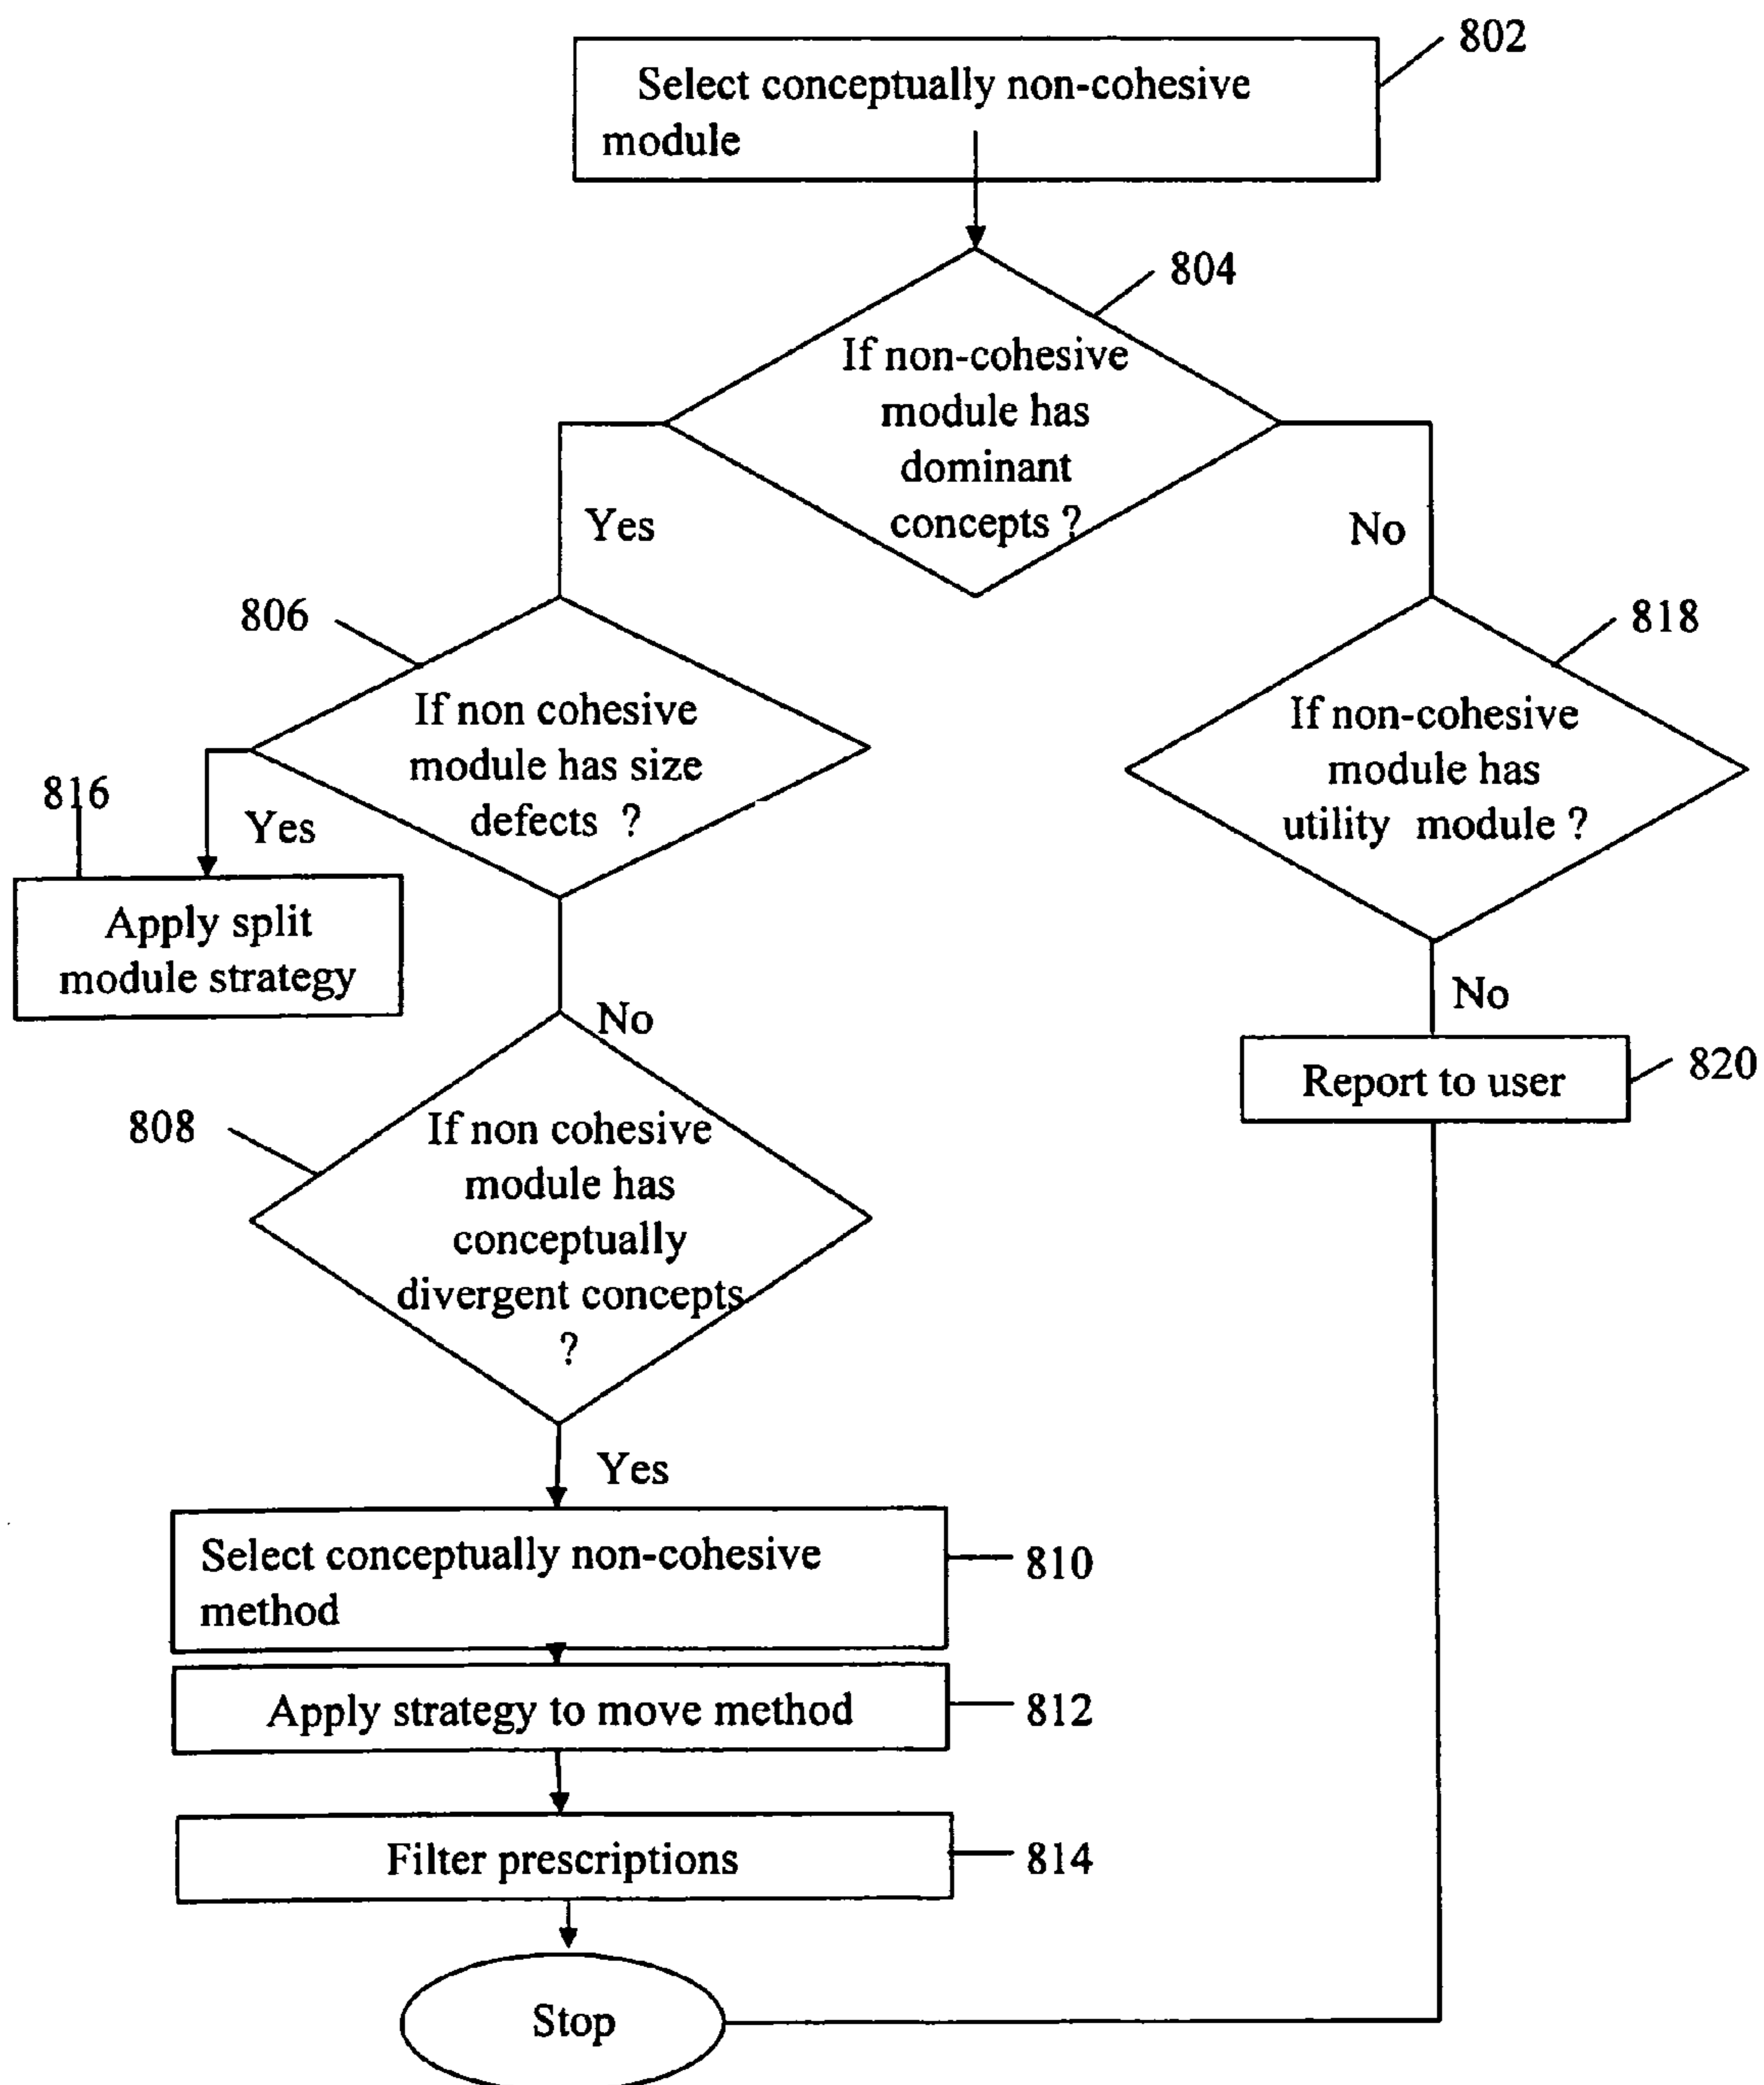 802
Select conceptually non-cohesive
module
804
If non-cohesive
module has
dominant
concepts ?
Yes
No
806
818
If non cohesive
module has size
defects ?
If non-cohesive
module has
utility module ?
816
Yes
Apply split
module strategy
No
No
Report to user
820
808
If non cohesive
module has
conceptually
divergent concepts
?
Yes
Select conceptually non-cohesive
method
810
Apply strategy to move method
812
Filter prescriptions
814
Stop